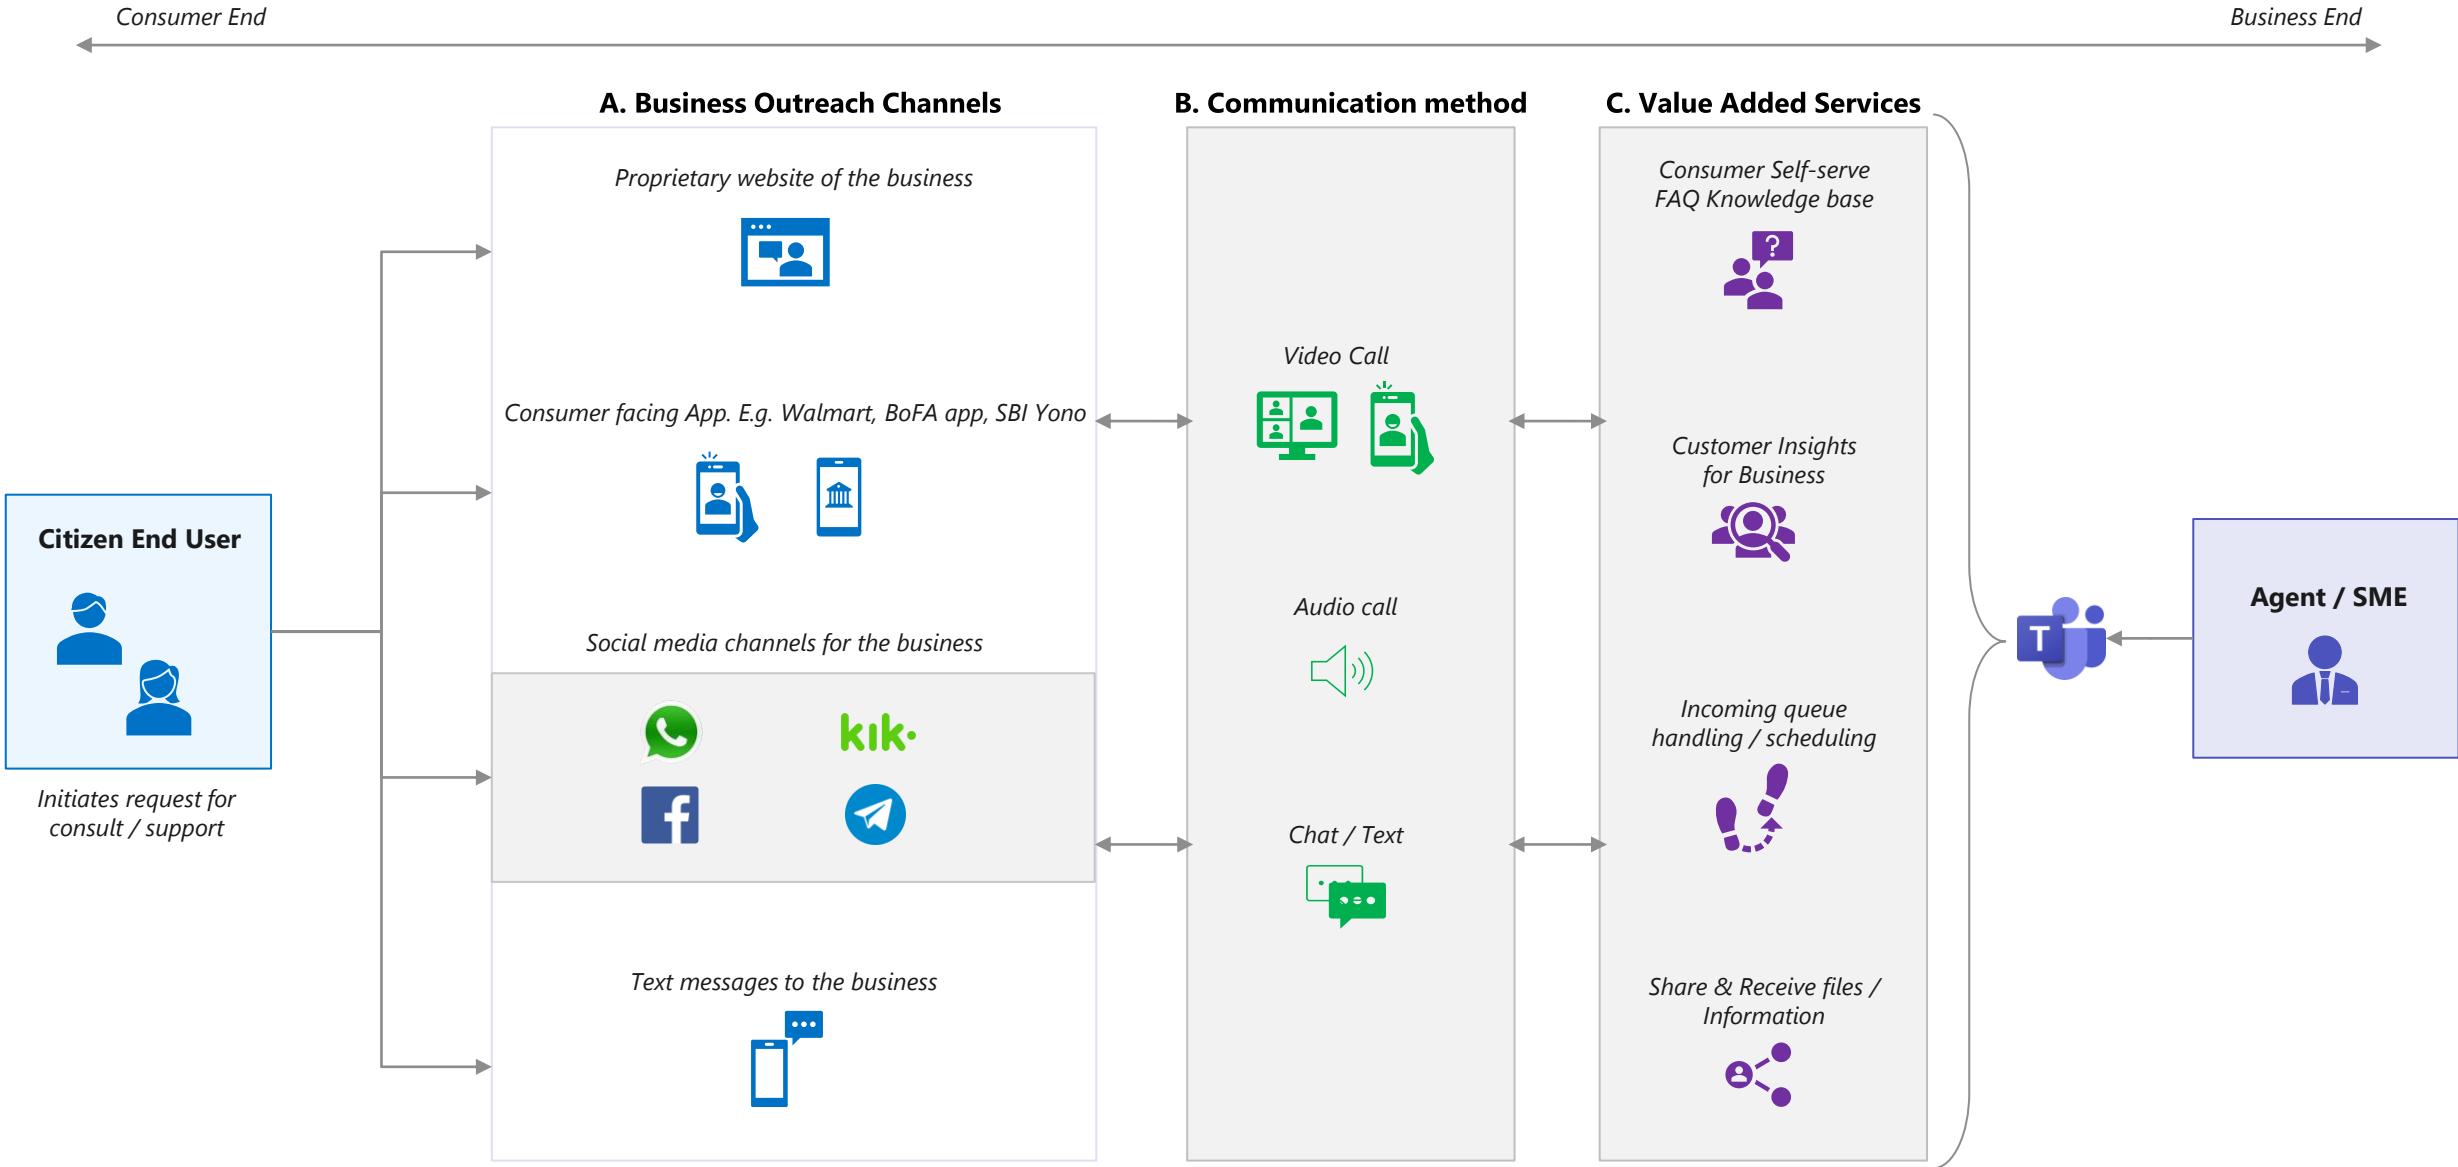 Consumer End
Business End
A. Business Outreach Channels
B. Communication method
C. Value Added Services
Proprietary website of the business
Consumer facing App. E.g. Walmart, BoFA app, SBI Yono
Social media channels for the business
kik
Text messages to the business
Video Call
Audio call
Chat / Text
Consumer Self-serve
FAQ Knowledge base
?
Customer Insights
for Business
Incoming queue
handling / scheduling
Share & Receive files /
Information
Citizen End User
Initiates request for
consult / support
T
Agent / SME